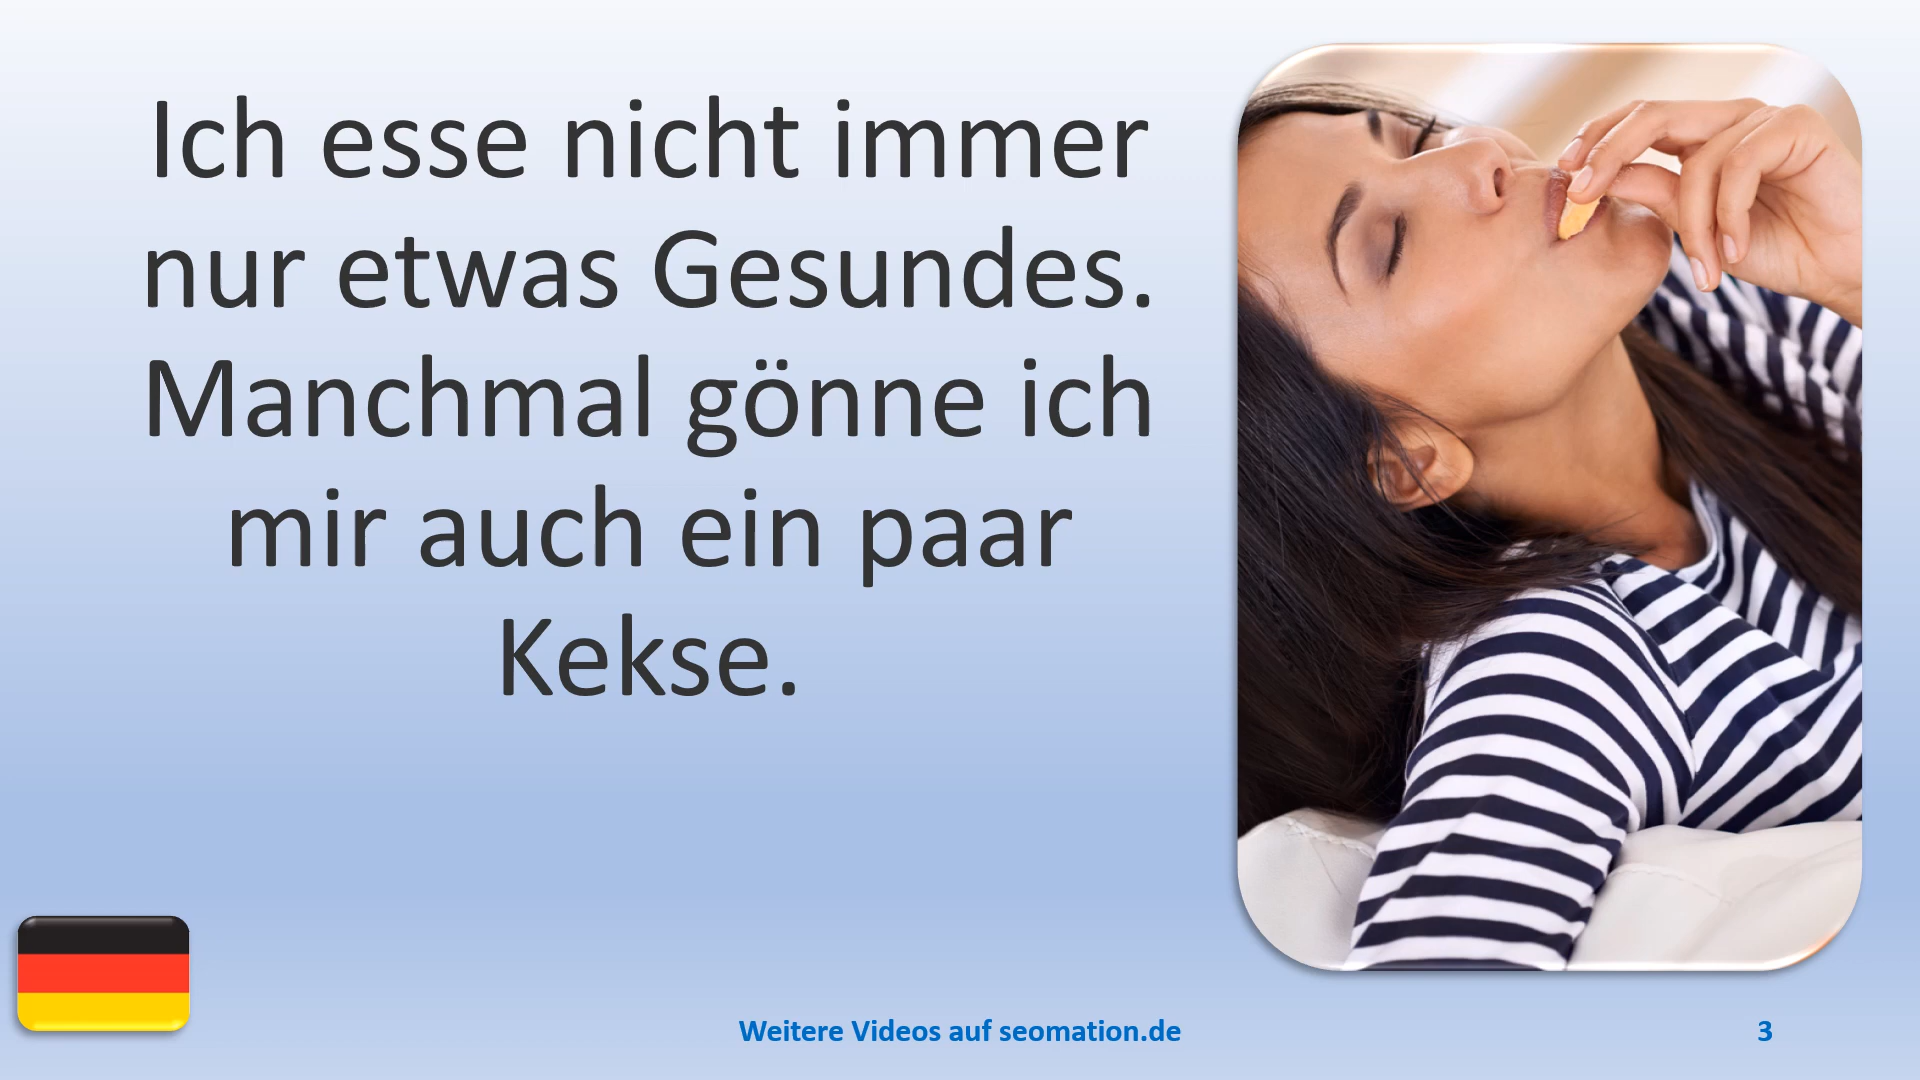 Ich esse nicht immer
nur etwas Gesundes.
Manchmal gönne ich
mir auch ein paar
Kekse.
Weitere Videos auf seomation.de
3